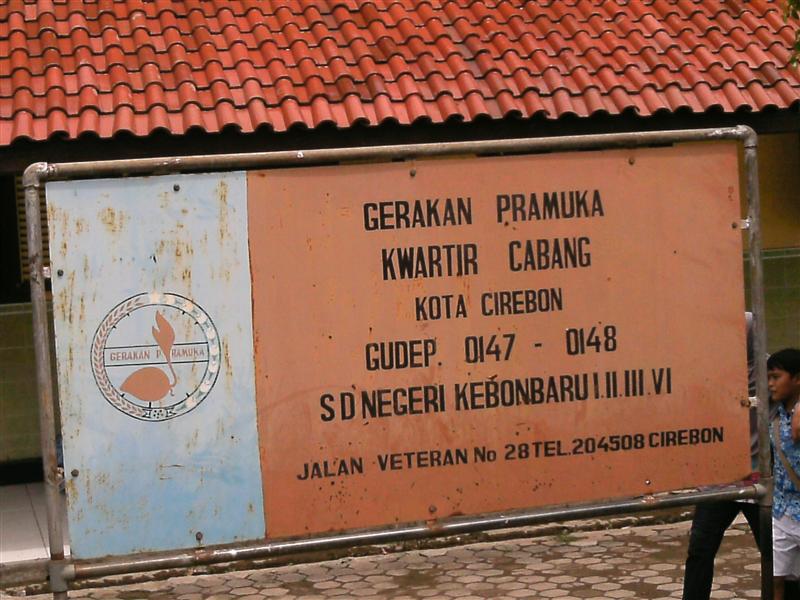 GERAKAN PRAMUKA
GERAKAN PRAMUKA
KWARTIR CABANG
KOTA CIREBON
GUDEP. 0147 - 0148
SD NEGERI KEBONBARU I.II.III.VI
JALAN VETERAN No 28 TEL.204508 CIREBON